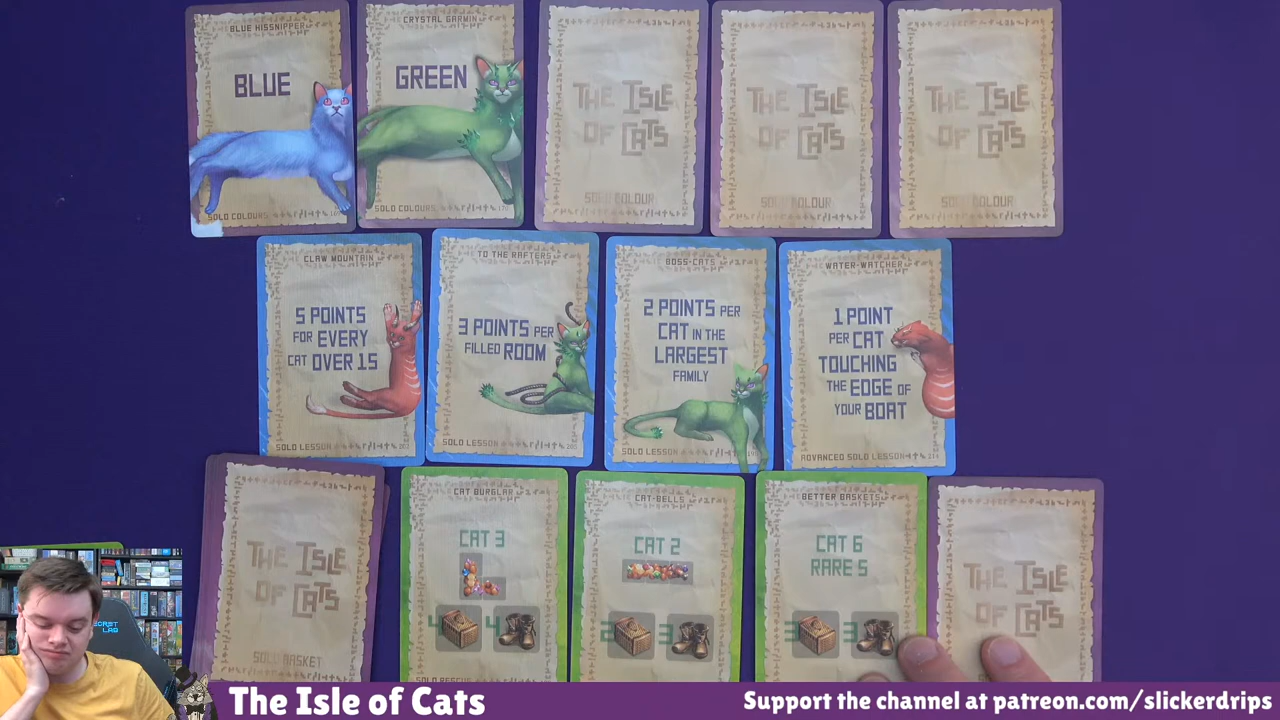 BLUE HISSNIPPER
BLUE
SOLO COLOURS
CRYSTAL GARMIN
GREEN
SOLO COLOURS
THE ISLE
OF CATS
SOLO COLOUR
THE ISLE
OF CATS
SOLO COLOUR
THE ISLE
OF CATS
SOLO COLOUR
CLAW MOUNTAIN
5 POINTS
FOR EVERY
CAT OVER 15
SOLO LESSON
TO THE RAFTERS
3 POINTS PER
FILLED ROOM
SOLO LESSON
BOSS-CATS
2 POINTS PER
CAT IN THE
LARGEST
FAMILY
SOLO LESSON
WATER-WATCHER
1 POINT
PER CAT
TOUCHING
THE EDGE OF
YOUR BOAT
ADVANCED SOLO LESSON
THE ISLE
OF CATS
SOLO BASKET
CAT BURGLAR
CAT 3
4 4
SOLO RESCUE
CAT-BELLS
CAT 2
2 3
BETTER BASKETS
CAT 6
RARE 5
3 3
THE ISLE
OF CATS
The Isle of Cats
Support the channel at patreon.com/slickerdrips